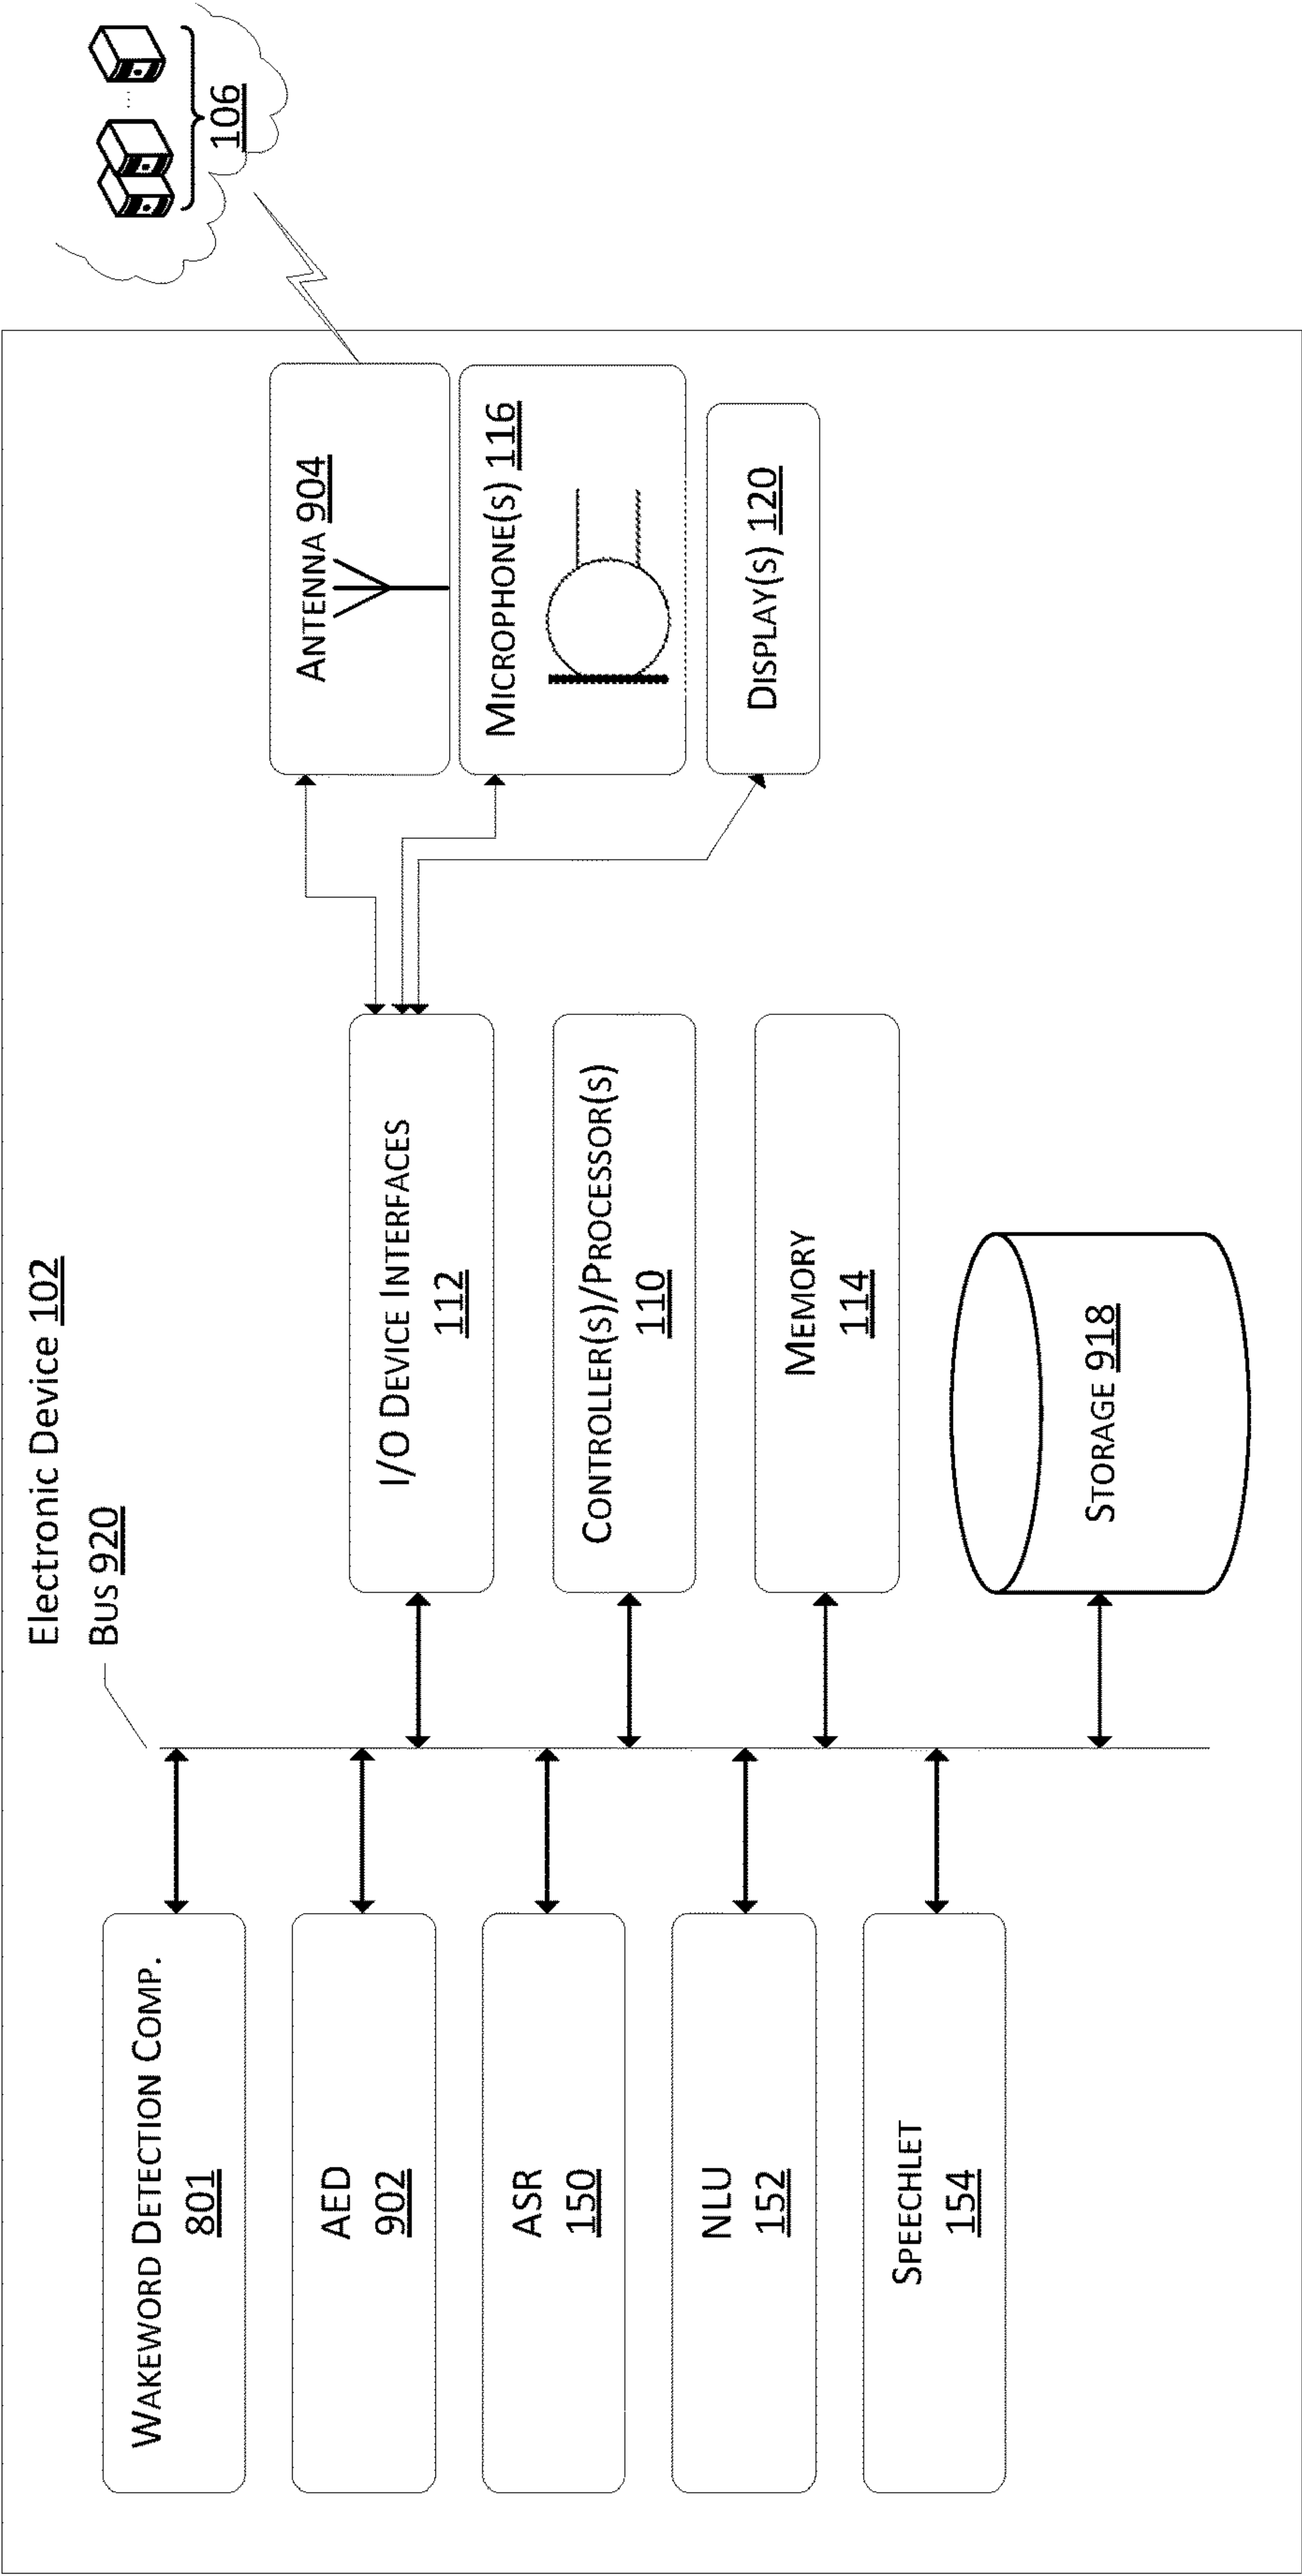 Electronic Device 102
Bus 920
Wakeword Detection Comp.
801
AED
902
ASR
150
NLU
152
Speechlet
154
I/O Device Interfaces
112
Controller(s)/Processor(s)
110
Memory
114
Storage 918
Antenna 904
Microphone(s) 116
Display(s) 120
106